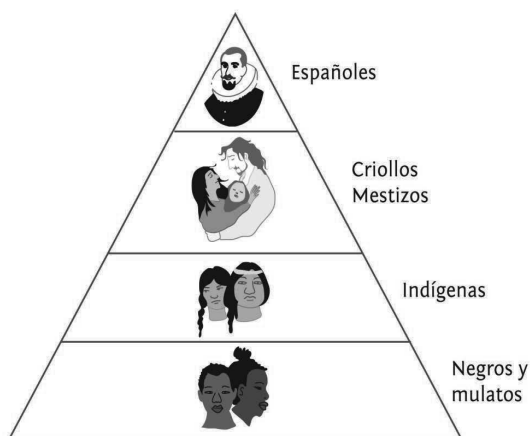 Españoles
Criollos
Mestizos
Indígenas
Negros y
mulatos